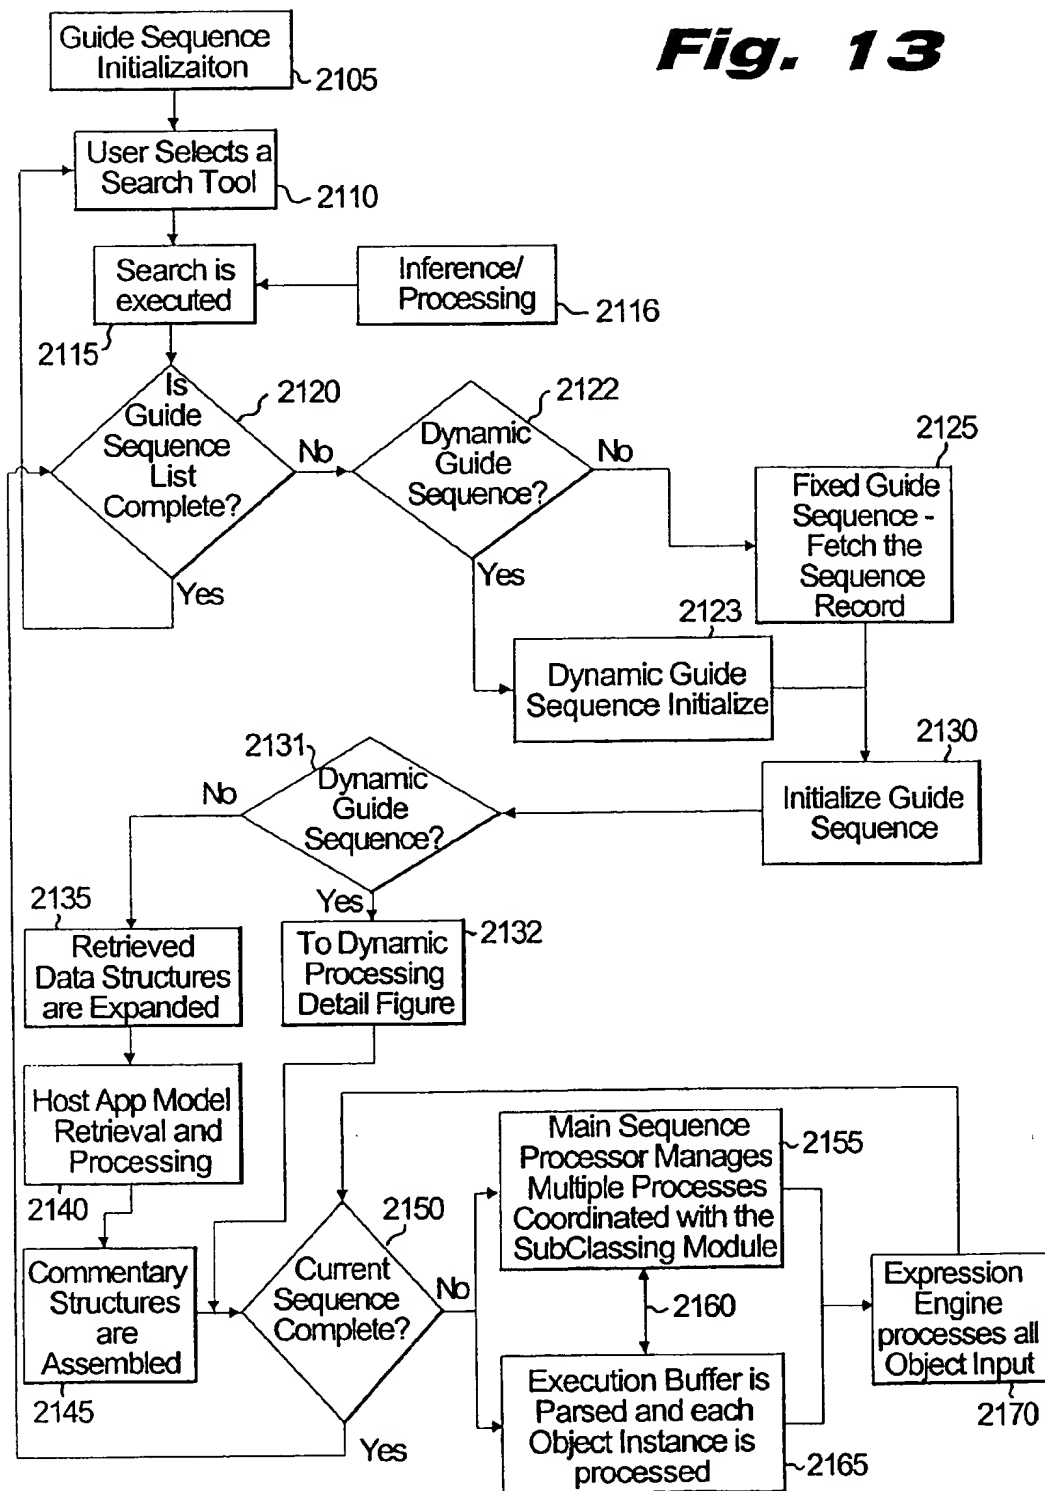 Fig. 13
Guide Sequence
Initializaiton
2105
User Selects a
Search Tool
2110
Search is
executed
2115
Inference/
Processing
2116
Is
Guide
Sequence
List
Complete?
2120
No
Yes
Dynamic
Guide
Sequence?
2122
No
Yes
2125
Fixed Guide
Sequence -
Fetch the
Sequence
Record
2123
Dynamic Guide
Sequence Initialize
2130
Initialize Guide
Sequence
2131
Dynamic
Guide
Sequence?
No
Yes
2135
Retrieved
Data Structures
are Expanded
2132
To Dynamic
Processing
Detail Figure
Host App Model
Retrieval and
Processing
2140
Commentary
Structures
are
Assembled
2145
2150
Current
Sequence
Complete?
No
Yes
Main Sequence
Processor Manages
Multiple Processes
Coordinated with the
SubClassing Module
2155
2160
Execution Buffer is
Parsed and each
Object Instance is
processed
2165
Expression
Engine
processes all
Object Input
2170